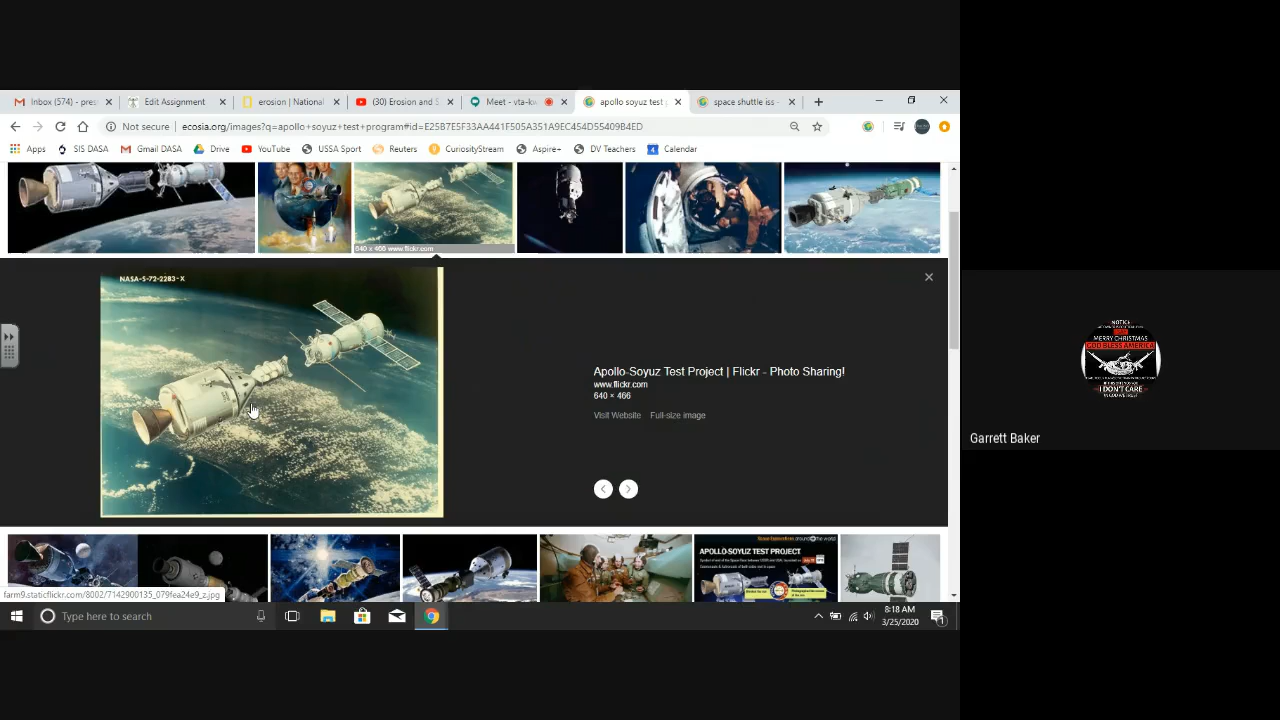 Inbox (574) - pres
Edit Assignment
erosion | National
(30) Erosion and S
Meet - vta-kw
apollo soyuz test p
space shuttle iss -
Not secure | ecosia.org/images?q=apollo+soyuz+test+program#id=E25B7E5F33AA441F505A351A9EC454D55409B4ED
Apps SIS DASA Gmail DASA Drive YouTube USSA Sport Reuters CuriosityStream Aspire+ DV Teachers Calendar
640 × 466 www.flickr.com
NASA-S-72-2283-X
Apollo-Soyuz Test Project | Flickr - Photo Sharing!
www.flickr.com
640 × 466
Visit Website Full-size image
APOLLO-SOYUZ TEST PROJECT
farm9.staticflickr.com/8002/7142900135_079fea24e9_z.jpg
Type here to search
8:18 AM
3/25/2020
NOTICE
MERRY CHRISTMAS
GOD BLESS AMERICA
I DON'T CARE
Garrett Baker